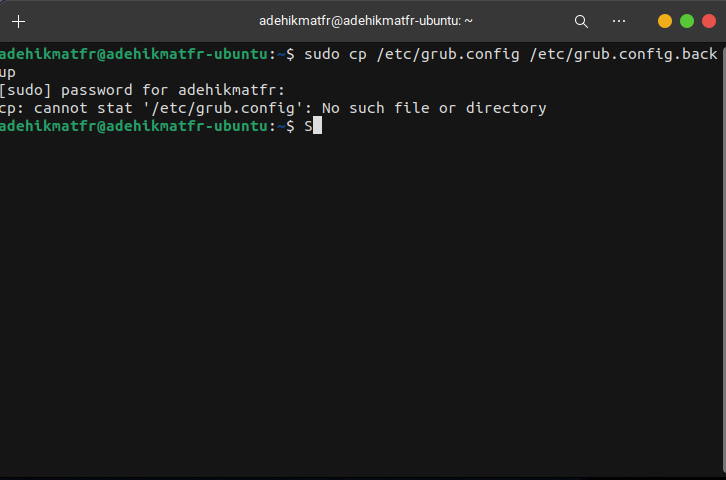 adehikmatfr@adehikmatfr-ubuntu: ~
adehikmatfr@adehikmatfr-ubuntu:~$ sudo cp /etc/grub.config /etc/grub.config.back
up
[sudo] password for adehikmatfr:
cp: cannot stat '/etc/grub.config': No such file or directory
adehikmatfr@adehikmatfr-ubuntu:~$ S